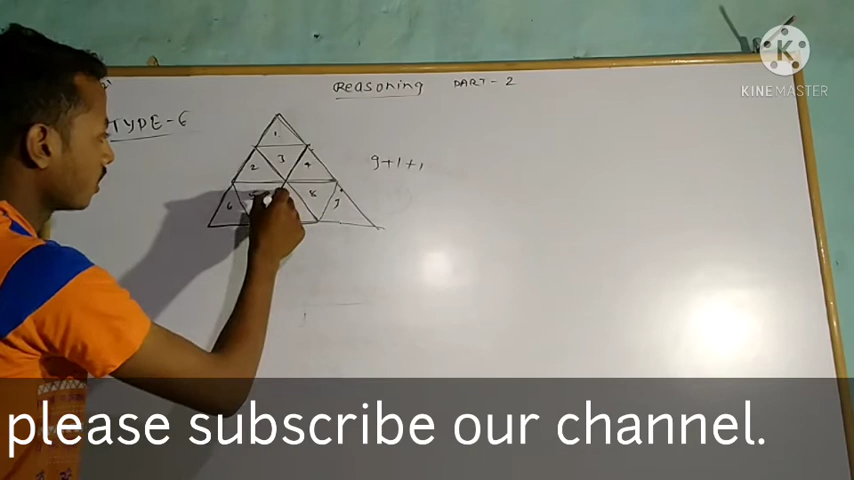 Reasoning PART - 2
KINEMASTER
TYPE - 6
1
2 3 4
9+1+1
6 8 9
please subscribe our channel.